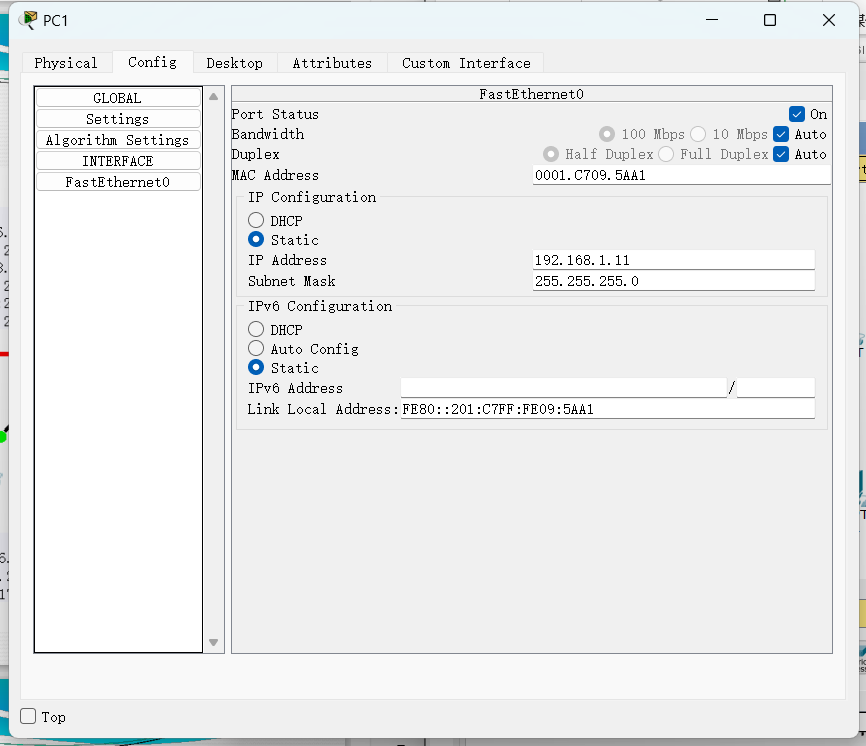 PC1
Physical Config Desktop Attributes Custom Interface
GLOBAL
Settings
Algorithm Settings
INTERFACE
FastEthernet0
FastEthernet0
Port Status On
Bandwidth 100 Mbps 10 Mbps Auto
Duplex Half Duplex Full Duplex Auto
MAC Address 0001.C709.5AA1
IP Configuration
DHCP
Static
IP Address 192.168.1.11
Subnet Mask 255.255.255.0
IPv6 Configuration
DHCP
Auto Config
Static
IPv6 Address /
Link Local Address: FE80::201:C7FF:FE09:5AA1
Top